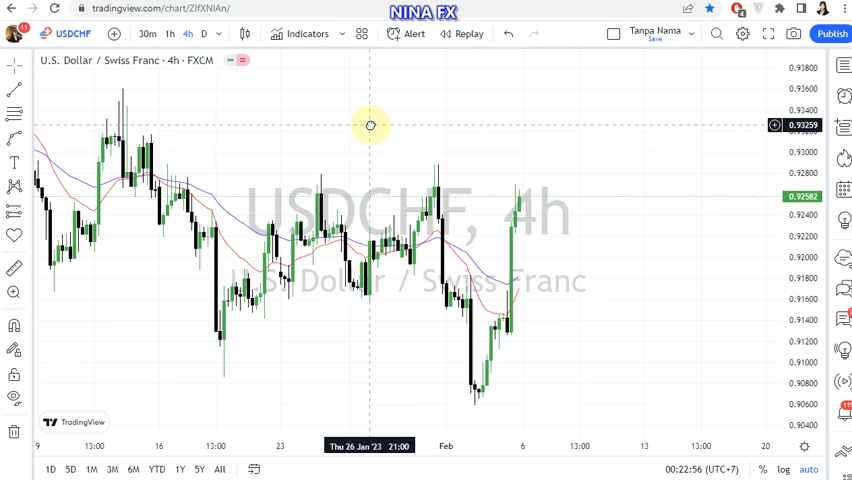 tradingview.com/chart/ZIfXNIAn/
NINA FX
11
USDCHF
30m 1h 4h D
Indicators
Alert
Replay
Tanpa Nama
Save
Publish
4
U.S. Dollar / Swiss Franc · 4h · FXCM
USDCHF, 4h
U.S. Dollar / Swiss Franc
0.93800
0.93600
0.93400
0.93259
0.93200
0.93000
0.92800
0.92582
0.92400
0.92200
0.92000
0.91800
0.91600
0.91400
0.91200
0.91000
0.90800
0.90600
0.90400
TradingView
9 13:00 16 13:00 23 Thu 26 Jan '23 21:00 Feb 6 13:00 13 13:00 20
1D 5D 1M 3M 6M YTD 1Y 5Y All
00:22:56 (UTC+7) % log auto